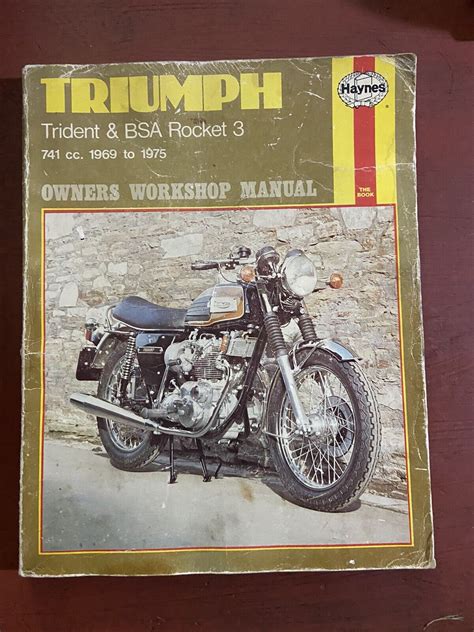 TRIUMPH
Haynes
Trident & BSA Rocket 3
741 cc. 1969 to 1975
OWNERS WORKSHOP MANUAL
THE
BOOK